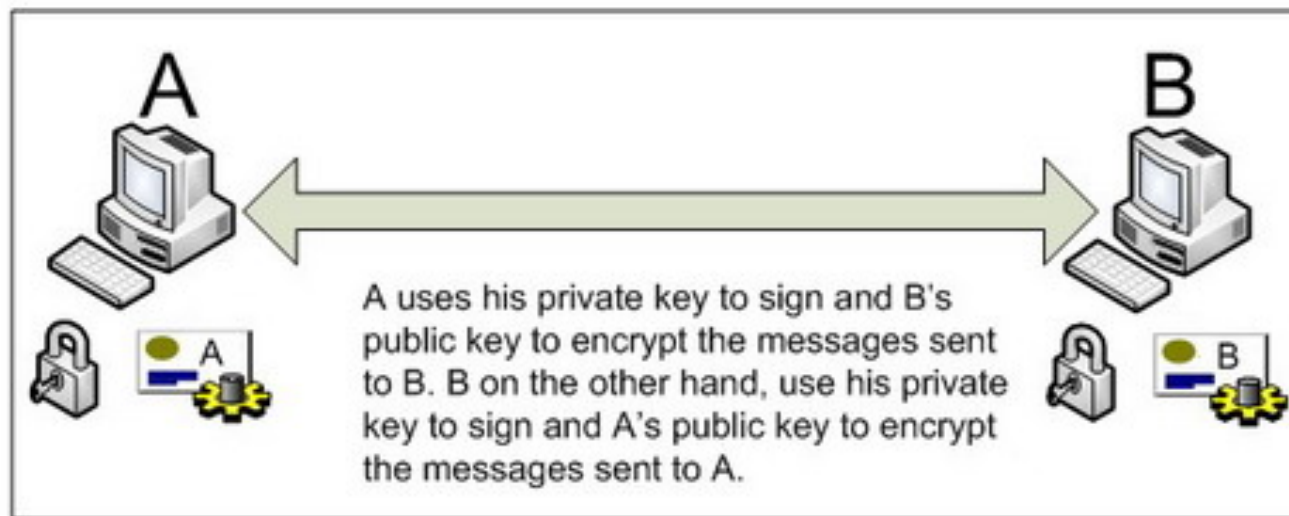 A
B
A uses his private key to sign and B's
public key to encrypt the messages sent
to B. B on the other hand, use his private
key to sign and A's public key to encrypt
the messages sent to A.
A
B